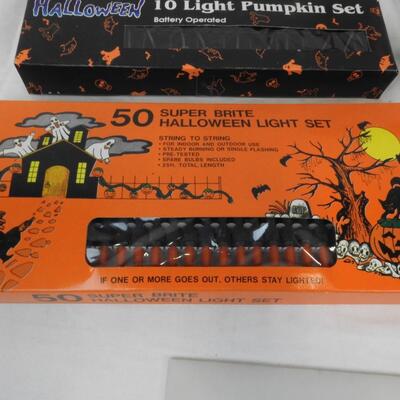 HALLOWEEN
10 Light Pumpkin Set
Battery Operated
50 SUPER BRITE
HALLOWEEN LIGHT SET
STRING TO STRING
• FOR INDOOR AND OUTDOOR USE
• STEADY BURNING OR SINGLE FLASHING
• PRE-TESTED
• SPARE BULBS INCLUDED
• 25ft. TOTAL LENGTH
IF ONE OR MORE GOES OUT, OTHERS STAY LIGHTED!
50 SUPER BRITE
HALLOWEEN LIGHT SET